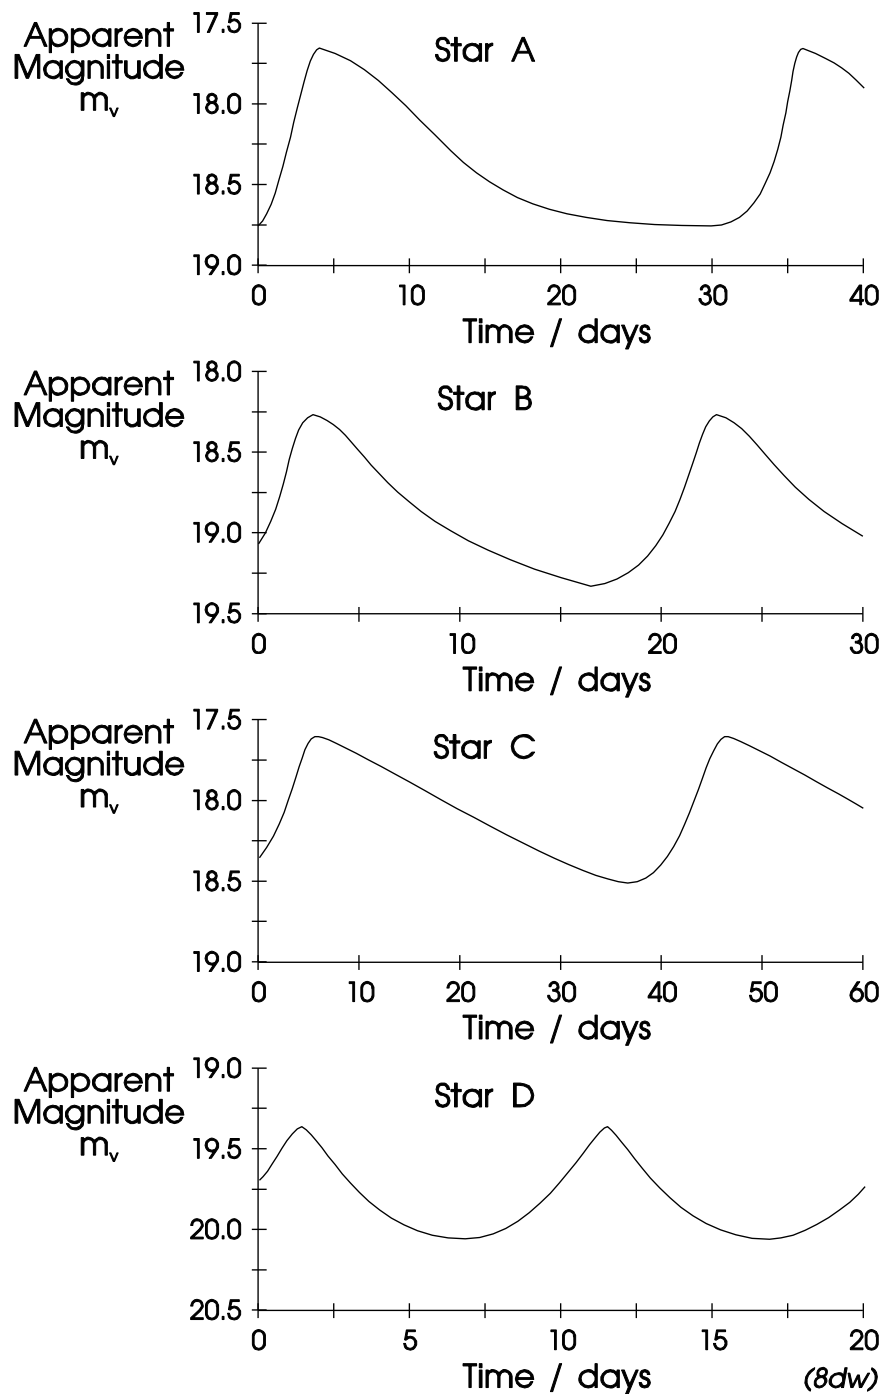 Apparent
Magnitude
m_v
Star A
17.5
18.0
18.5
19.0
0 10 20 30 40
Time / days
Apparent
Magnitude
m_v
Star B
18.0
18.5
19.0
19.5
0 10 20 30
Time / days
Apparent
Magnitude
m_v
Star C
17.5
18.0
18.5
19.0
0 10 20 30 40 50 60
Time / days
Apparent
Magnitude
m_v
Star D
19.0
19.5
20.0
20.5
0 5 10 15 20
Time / days (8dw)